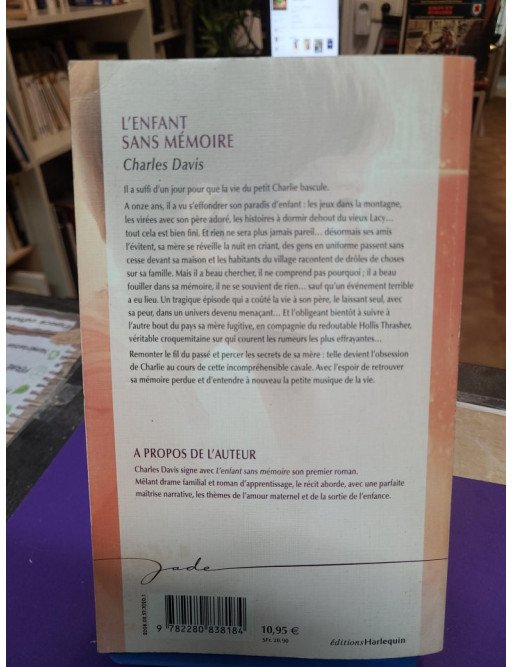 L'ENFANT
SANS MÉMOIRE
Charles Davis
Il a suffi d'un jour pour que la vie du petit Charlie bascule.
A onze ans, il a vu s'effondrer son paradis d'enfant : les jeux dans la montagne,
les virées avec son père adoré, les histoires à dormir debout du vieux Lacy...
tout cela est bien fini. Et rien ne sera plus jamais pareil... désormais ses amis
l'évitent, sa mère se réveille la nuit en criant, des gens en uniforme passent sans
cesse devant sa maison et les habitants du village racontent de drôles de choses
sur sa famille. Mais il a beau chercher, il ne comprend pas pourquoi ; il a beau
fouiller dans sa mémoire, il ne se souvient de rien... sauf qu'un événement terrible
a eu lieu. Un tragique épisode qui a coûté la vie à son père, le laissant seul, avec
sa peur, dans un univers devenu menaçant... Et l'obligeant bientôt à suivre à
l'autre bout du pays sa mère fugitive, en compagnie du redoutable Hollis Thrasher,
véritable croquemitaine sur qui courent les rumeurs les plus effrayantes...
Remonter le fil du passé et percer les secrets de sa mère : telle devient l'obsession
de Charlie au cours de cette incompréhensible cavale. Avec l'espoir de retrouver
sa mémoire perdue et d'entendre à nouveau la petite musique de la vie.
A PROPOS DE L'AUTEUR
Charles Davis signe avec L'enfant sans mémoire son premier roman.
Mêlant drame familial et roman d'apprentissage, le récit aborde, avec une parfaite
maîtrise narrative, les thèmes de l'amour maternel et de la sortie de l'enfance.
Jade
9 782280 838184
10,95 €
SFr. 20.90
éditionsHarlequin